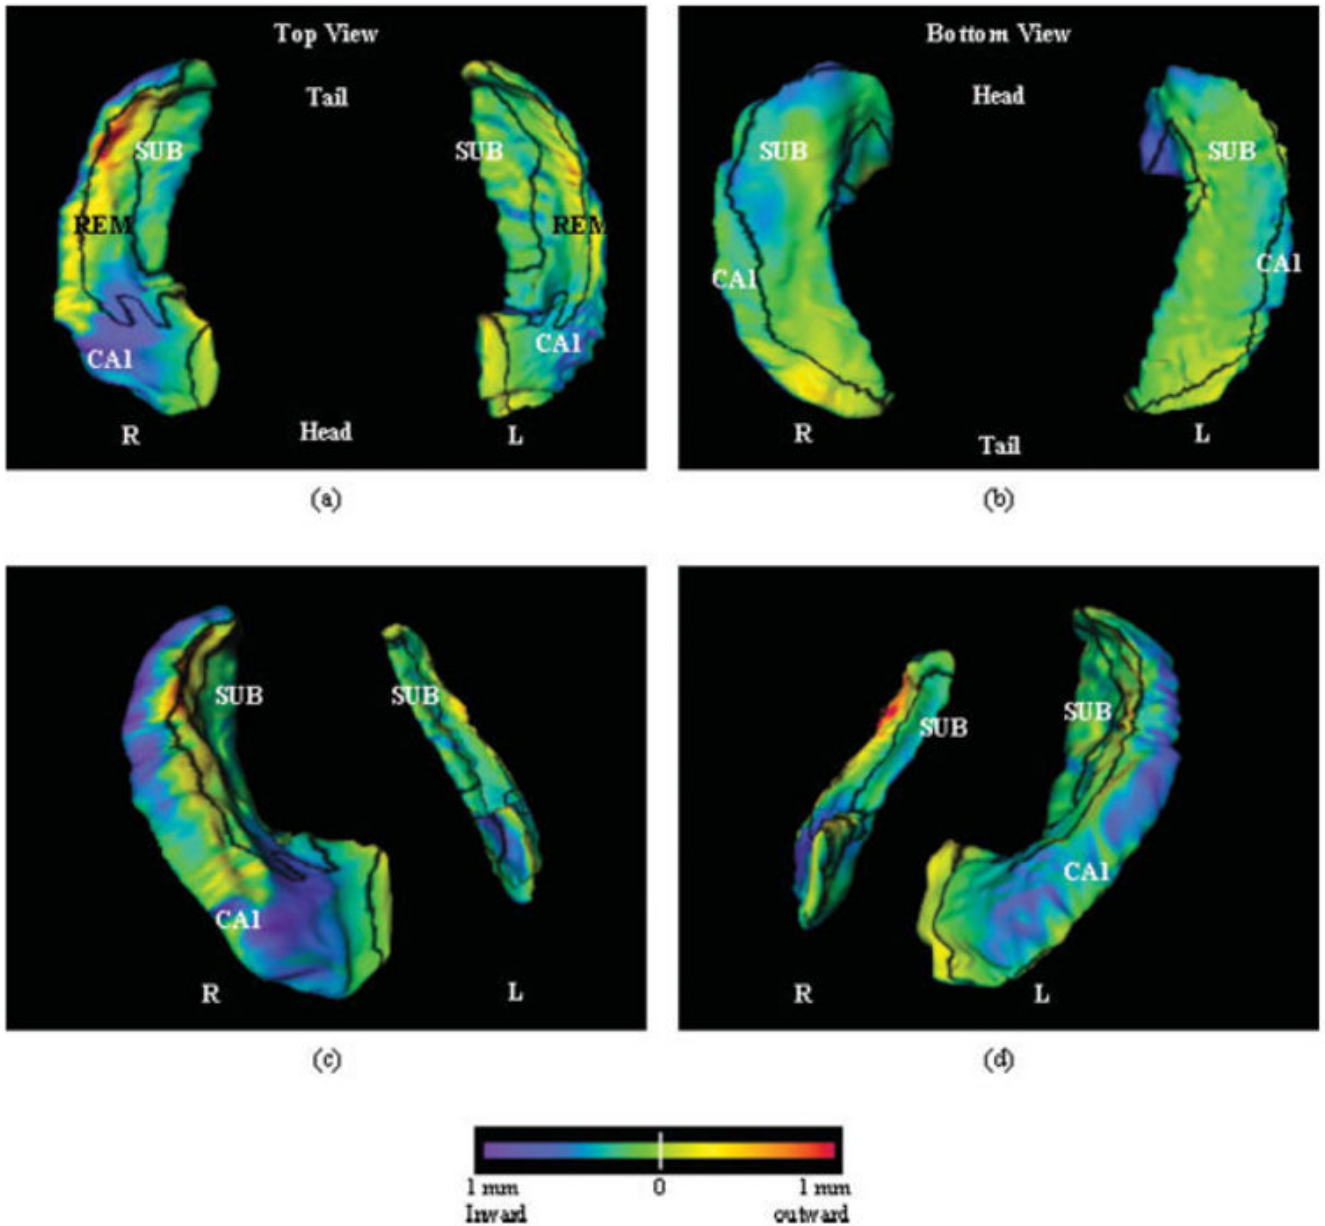 Top View
Tail
SUB
SUB
REM
REM
CA1
CA1
R
Head
L
(a)
Bottom View
Head
SUB
SUB
CA1
CA1
R
L
Tail
(b)
SUB
SUB
CA1
R
L
(c)
SUB
SUB
CA1
R
L
(d)
1 mm
0
1 mm
Inward
outward